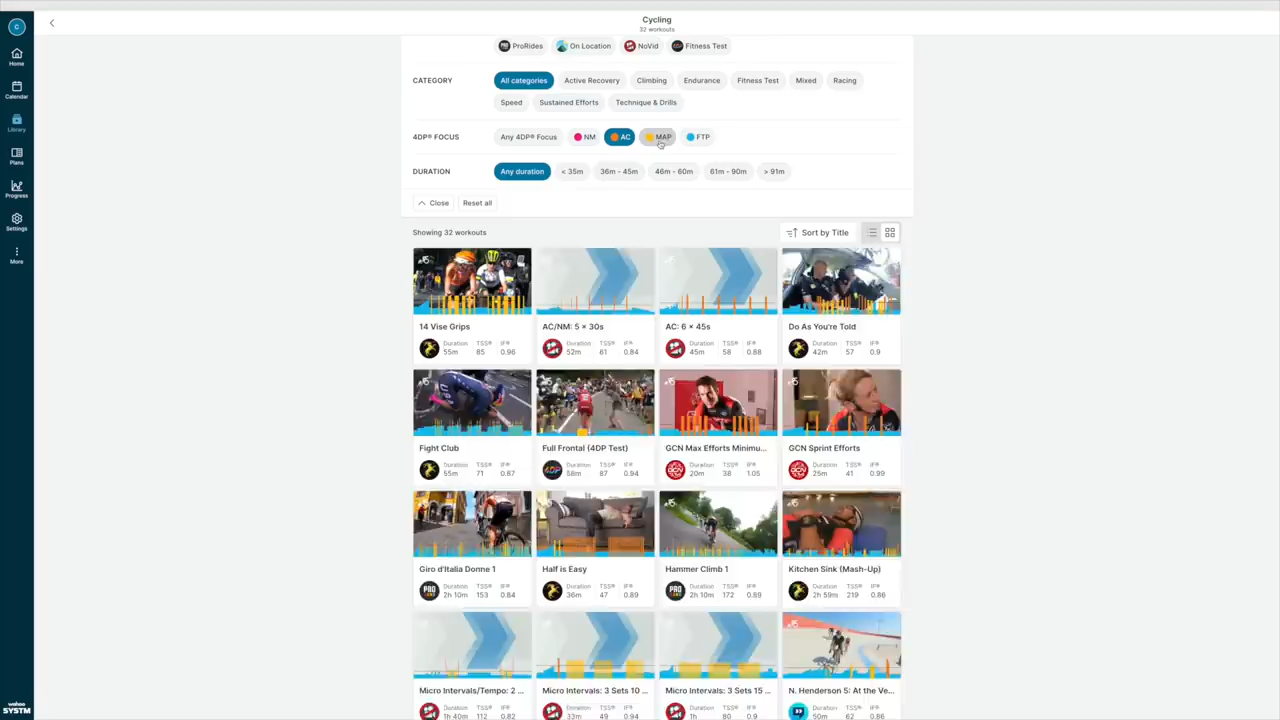 C
Cycling
32 workouts
Home
Calendar
Library
Plans
Progress
Settings
More
wahoo
SYSTM
ProRides On Location NoVid Fitness Test
CATEGORY All categories Active Recovery Climbing Endurance Fitness Test Mixed Racing
Speed Sustained Efforts Technique & Drills
4DP® FOCUS Any 4DP® Focus NM AC MAP FTP
DURATION Any duration < 35m 36m - 45m 46m - 60m 61m - 90m > 91m
Close Reset all
Showing 32 workouts Sort by Title
14 Vise Grips AC/NM: 5 x 30s AC: 6 x 45s Do As You're Told
Duration TSS® IF® Duration TSS® IF® Duration TSS® IF® Duration TSS® IF®
55m 85 0.96 52m 61 0.84 45m 58 0.88 42m 57 0.9
Fight Club Full Frontal (4DP Test) GCN Max Efforts Minimu... GCN Sprint Efforts
Duration TSS® IF® Duration TSS® IF® Duration TSS® IF® Duration TSS® IF®
55m 71 0.87 58m 87 0.94 20m 38 1.05 25m 41 0.99
Giro d'Italia Donne 1 Half is Easy Hammer Climb 1 Kitchen Sink (Mash-Up)
Duration TSS® IF® Duration TSS® IF® Duration TSS® IF® Duration TSS® IF®
2h 10m 153 0.84 36m 47 0.89 2h 10m 172 0.89 2h 59m 219 0.86
Micro Intervals/Tempo: 2 ... Micro Intervals: 3 Sets 10 ... Micro Intervals: 3 Sets 15 ... N. Henderson 5: At the Ve...
Duration TSS® IF® Duration TSS® IF® Duration TSS® IF® Duration TSS® IF®
1h 40m 112 0.82 33m 49 0.94 1h 80 0.9 50m 62 0.86